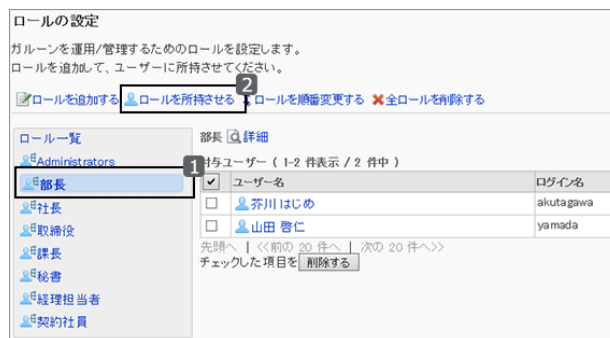 ロールの設定
ガルーンを運用/管理するためのロールを設定します。
ロールを追加して、ユーザーに所持させてください。
2
ロールを追加する ロールを所持させる ロールを順番変更する 全ロールを削除する
ロール一覧
Administrators
1
部長
社長
取締役
課長
秘書
経理担当者
契約社員
部長 詳細
付与ユーザー ( 1-2 件表示 / 2 件中 )
ユーザー名 ログイン名
芥川 はじめ akutagawa
山田 啓仁 yamada
先頭へ | <<前の 20 件へ | 次の 20 件へ>>
チェックした項目を 削除する